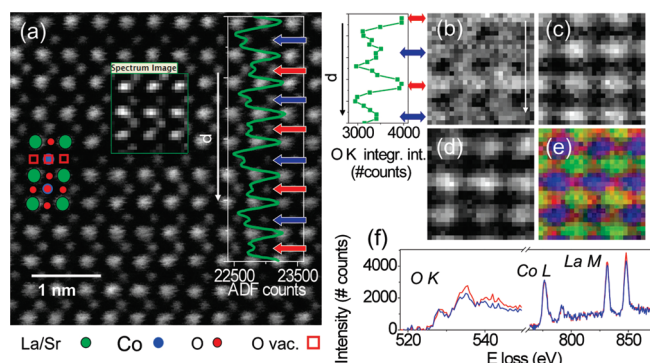 (a)
Spectrum Image
d
1 nm
22500 23500
ADF counts
La/Sr Co O O vac.
d
3000 4000
O K integr. int.
(#counts)
(b)
(c)
(d)
(e)
(f)
Intensity (# counts)
4000
2000
0
O K
Co L
La M
520 540 800 850
E loss (eV)